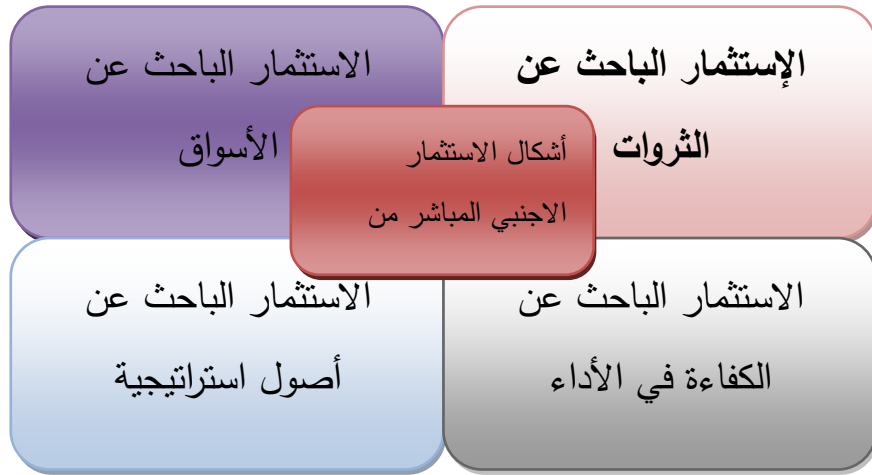 الإستثمار الباحث عن
الثروات
الاستثمار الباحث عن
الأسواق
أشكال الاستثمار
الاجنبي المباشر من
الاستثمار الباحث عن
الكفاءة في الأداء
الاستثمار الباحث عن
أصول استراتيجية